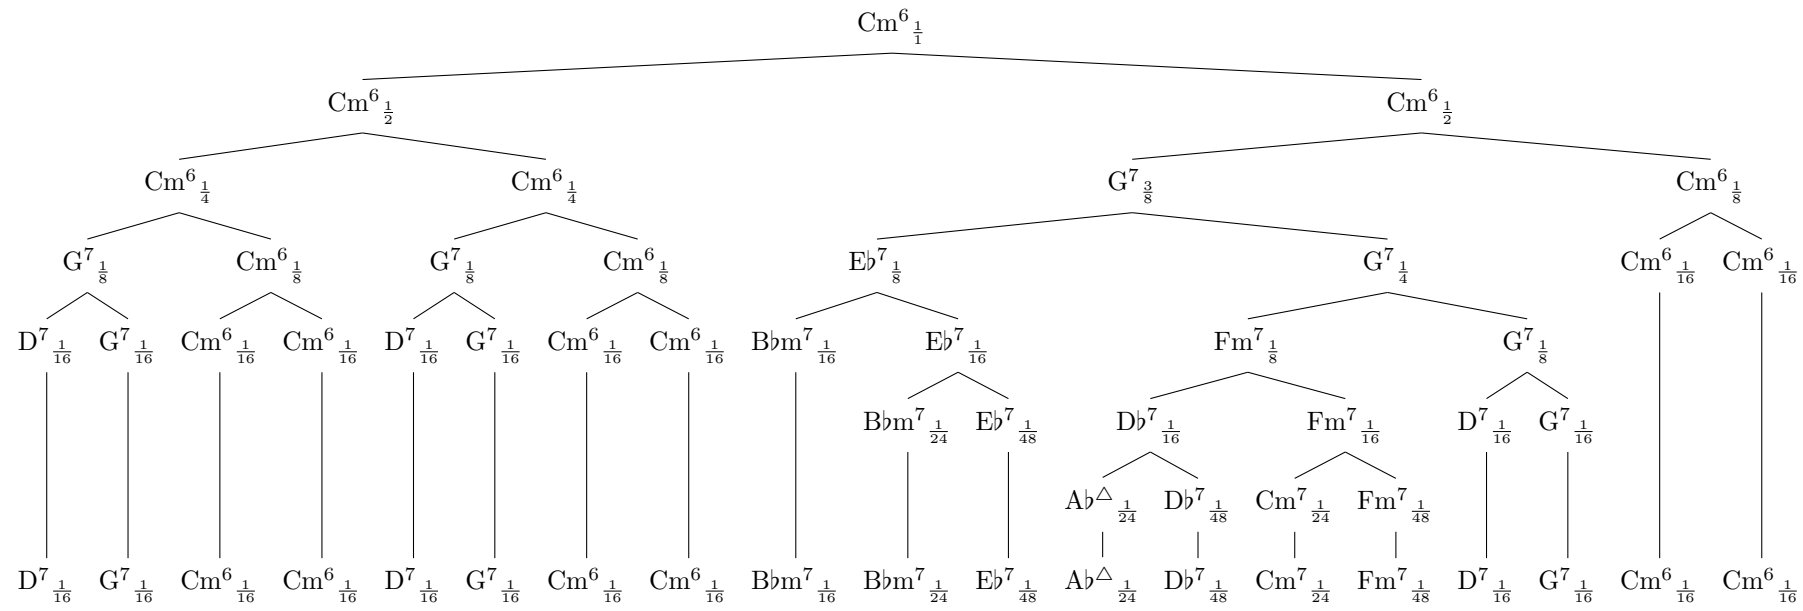 Cm⁶ 1/1
Cm⁶ 1/2 Cm⁶ 1/2
Cm⁶ 1/4 Cm⁶ 1/4 G⁷ 3/8 Cm⁶ 1/8
G⁷ 1/8 Cm⁶ 1/8 G⁷ 1/8 Cm⁶ 1/8 E♭⁷ 1/8 G⁷ 1/4 Cm⁶ 1/16 Cm⁶ 1/16
D⁷ 1/16 G⁷ 1/16 Cm⁶ 1/16 Cm⁶ 1/16 D⁷ 1/16 G⁷ 1/16 Cm⁶ 1/16 Cm⁶ 1/16 B♭m⁷ 1/16 E♭⁷ 1/16 Fm⁷ 1/8 G⁷ 1/8
B♭m⁷ 1/24 E♭⁷ 1/48 D♭⁷ 1/16 Fm⁷ 1/16 D⁷ 1/16 G⁷ 1/16
A♭△ 1/24 D♭⁷ 1/48 Cm⁷ 1/24 Fm⁷ 1/48
D⁷ 1/16 G⁷ 1/16 Cm⁶ 1/16 Cm⁶ 1/16 D⁷ 1/16 G⁷ 1/16 Cm⁶ 1/16 Cm⁶ 1/16 B♭m⁷ 1/16 B♭m⁷ 1/24 E♭⁷ 1/48 A♭△ 1/24 D♭⁷ 1/48 Cm⁷ 1/24 Fm⁷ 1/48 D⁷ 1/16 G⁷ 1/16 Cm⁶ 1/16 Cm⁶ 1/16